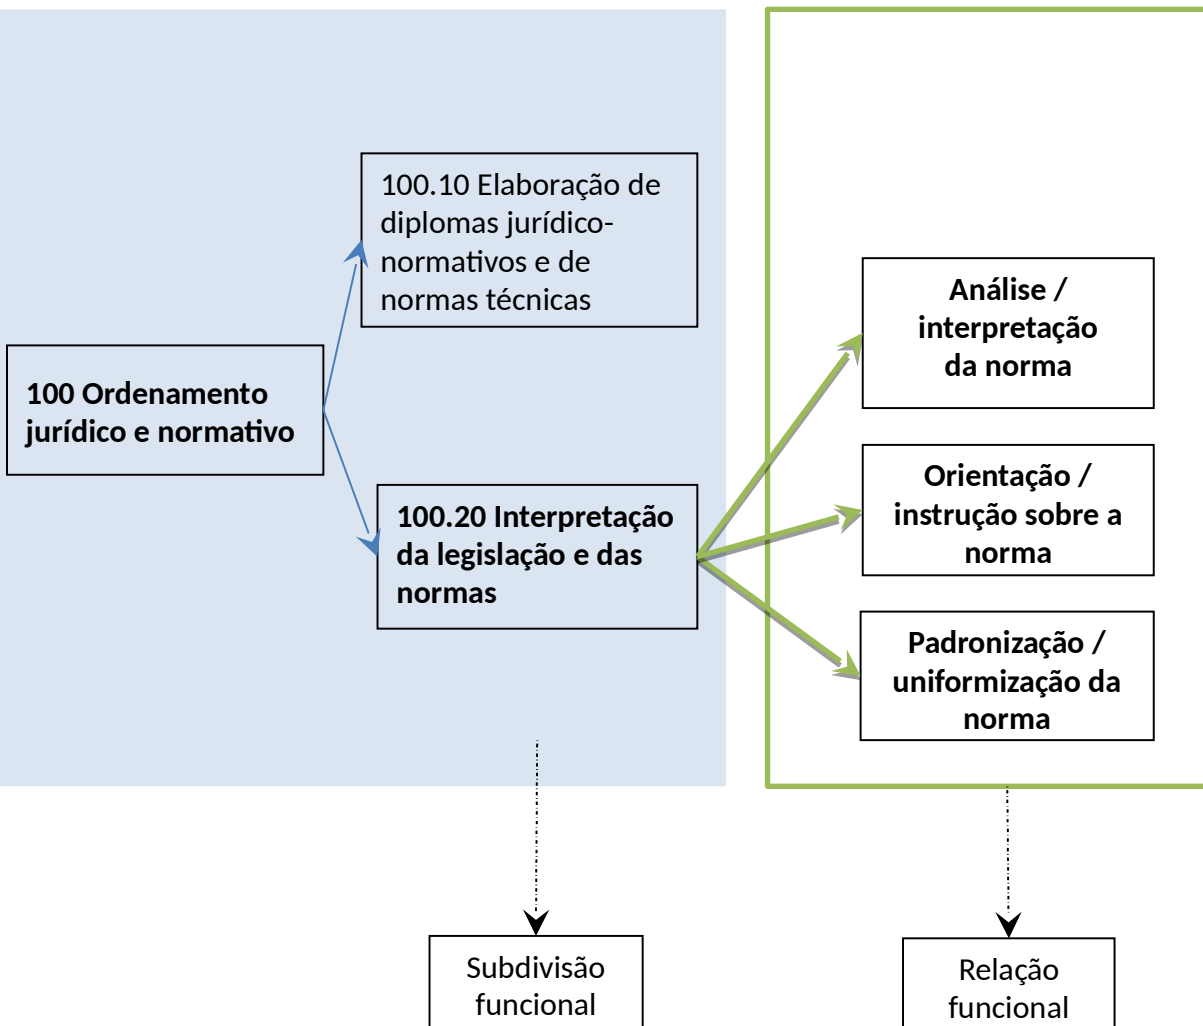 100.10 Elaboração de
diplomas jurídico-
normativos e de
normas técnicas
100 Ordenamento
jurídico e normativo
100.20 Interpretação
da legislação e das
normas
Análise /
interpretação
da norma
Orientação /
instrução sobre a
norma
Padronização /
uniformização da
norma
Subdivisão
funcional
Relação
funcional